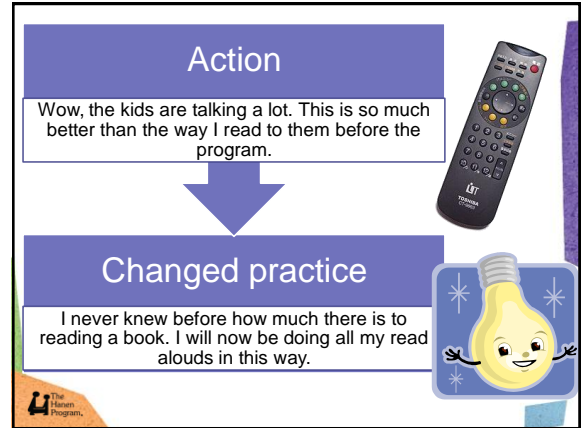 Action
Wow, the kids are talking a lot. This is so much
better than the way I read to them before the
program.
TOSHIBA
Changed practice
I never knew before how much there is to
reading a book. I will now be doing all my read
alouds in this way.
The
Hanen
Program.